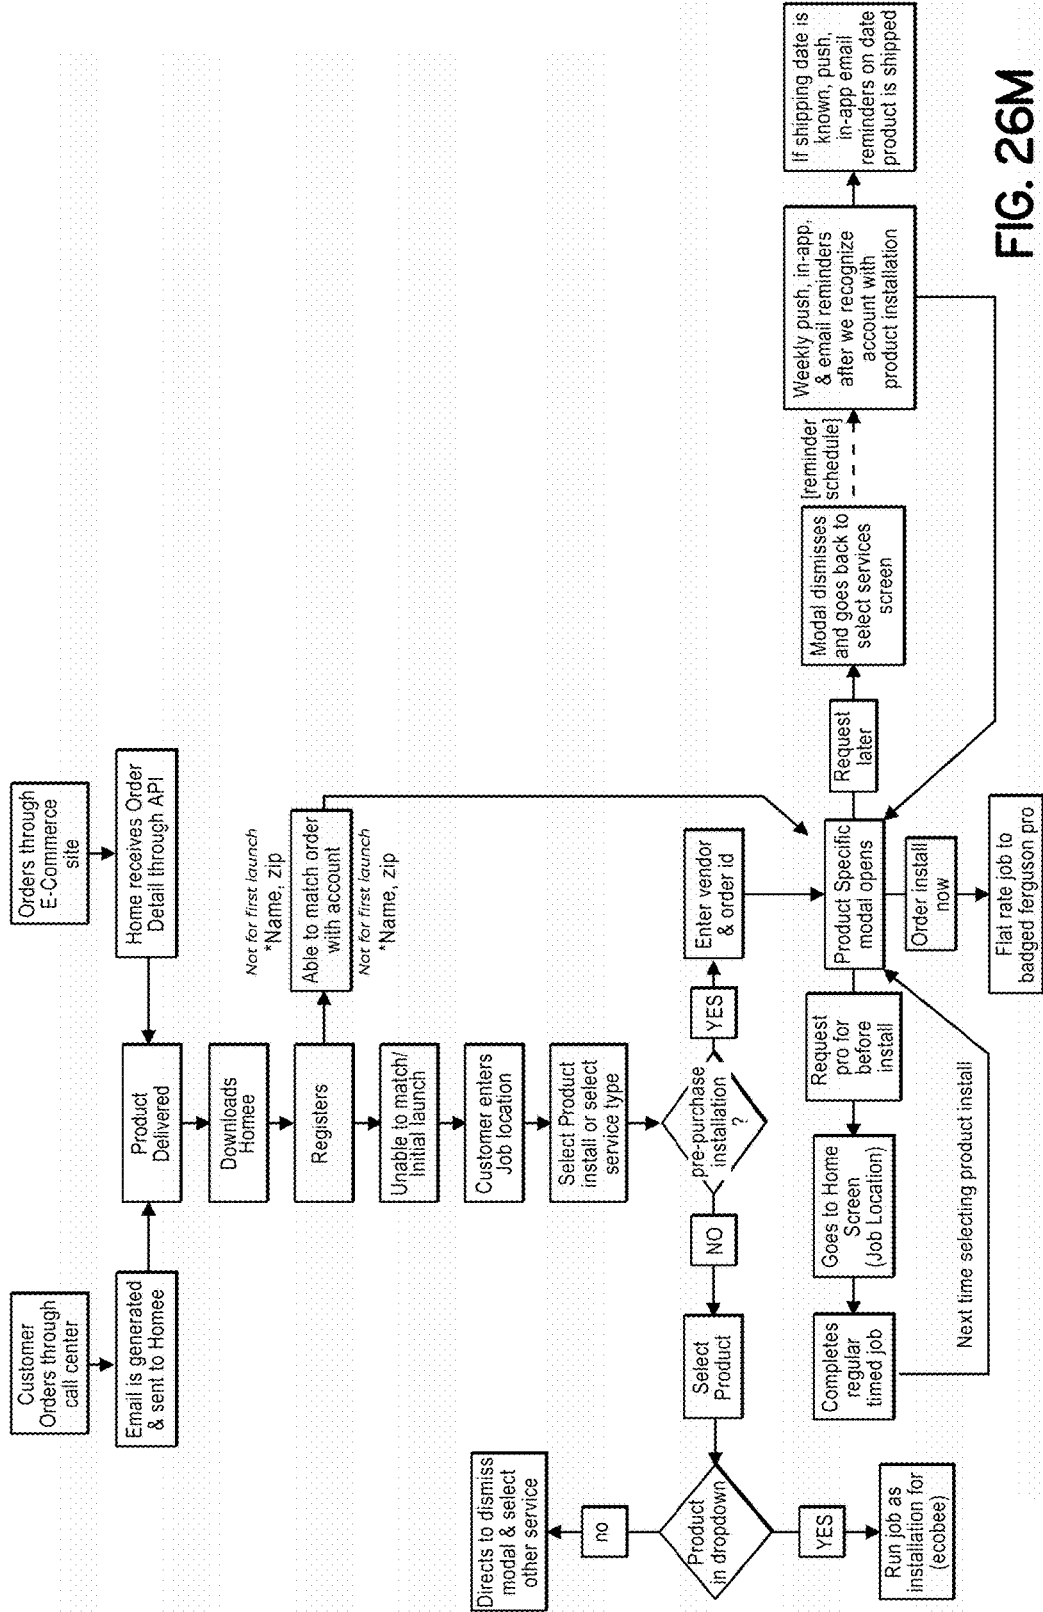 Customer
Orders through
call center
Orders through
E-Commerce
site
Email is generated
& sent to Homee
Product
Delivered
Home receives Order
Detail through API
Downloads
Homee
Registers
Not for first launch
*Name, zip
Able to match order
with account
Not for first launch
*Name, zip
Unable to match/
Initial launch
Customer enters
Job location
Select Product
install or select
service type
pre-purchase
installation
?
NO
YES
Select
Product
Enter vendor
& order id
Product
in dropdown
no
Directs to dismiss
modal & select
other service
YES
Run job as
installation for
(ecobee)
Product Specific
modal opens
Request
pro for
before
install
Goes to Home
Screen
(Job Location)
Completes
regular
timed job
Next time selecting product install
Order install
now
Flat rate job to
badged ferguson pro
Request
later
Modal dismisses
and goes back to
select services
screen
[reminder
schedule]
Weekly push, in-app,
& email reminders
after we recognize
account with
product installation
If shipping date is
known, push,
in-app email
reminders on date
product is shipped
FIG. 26M